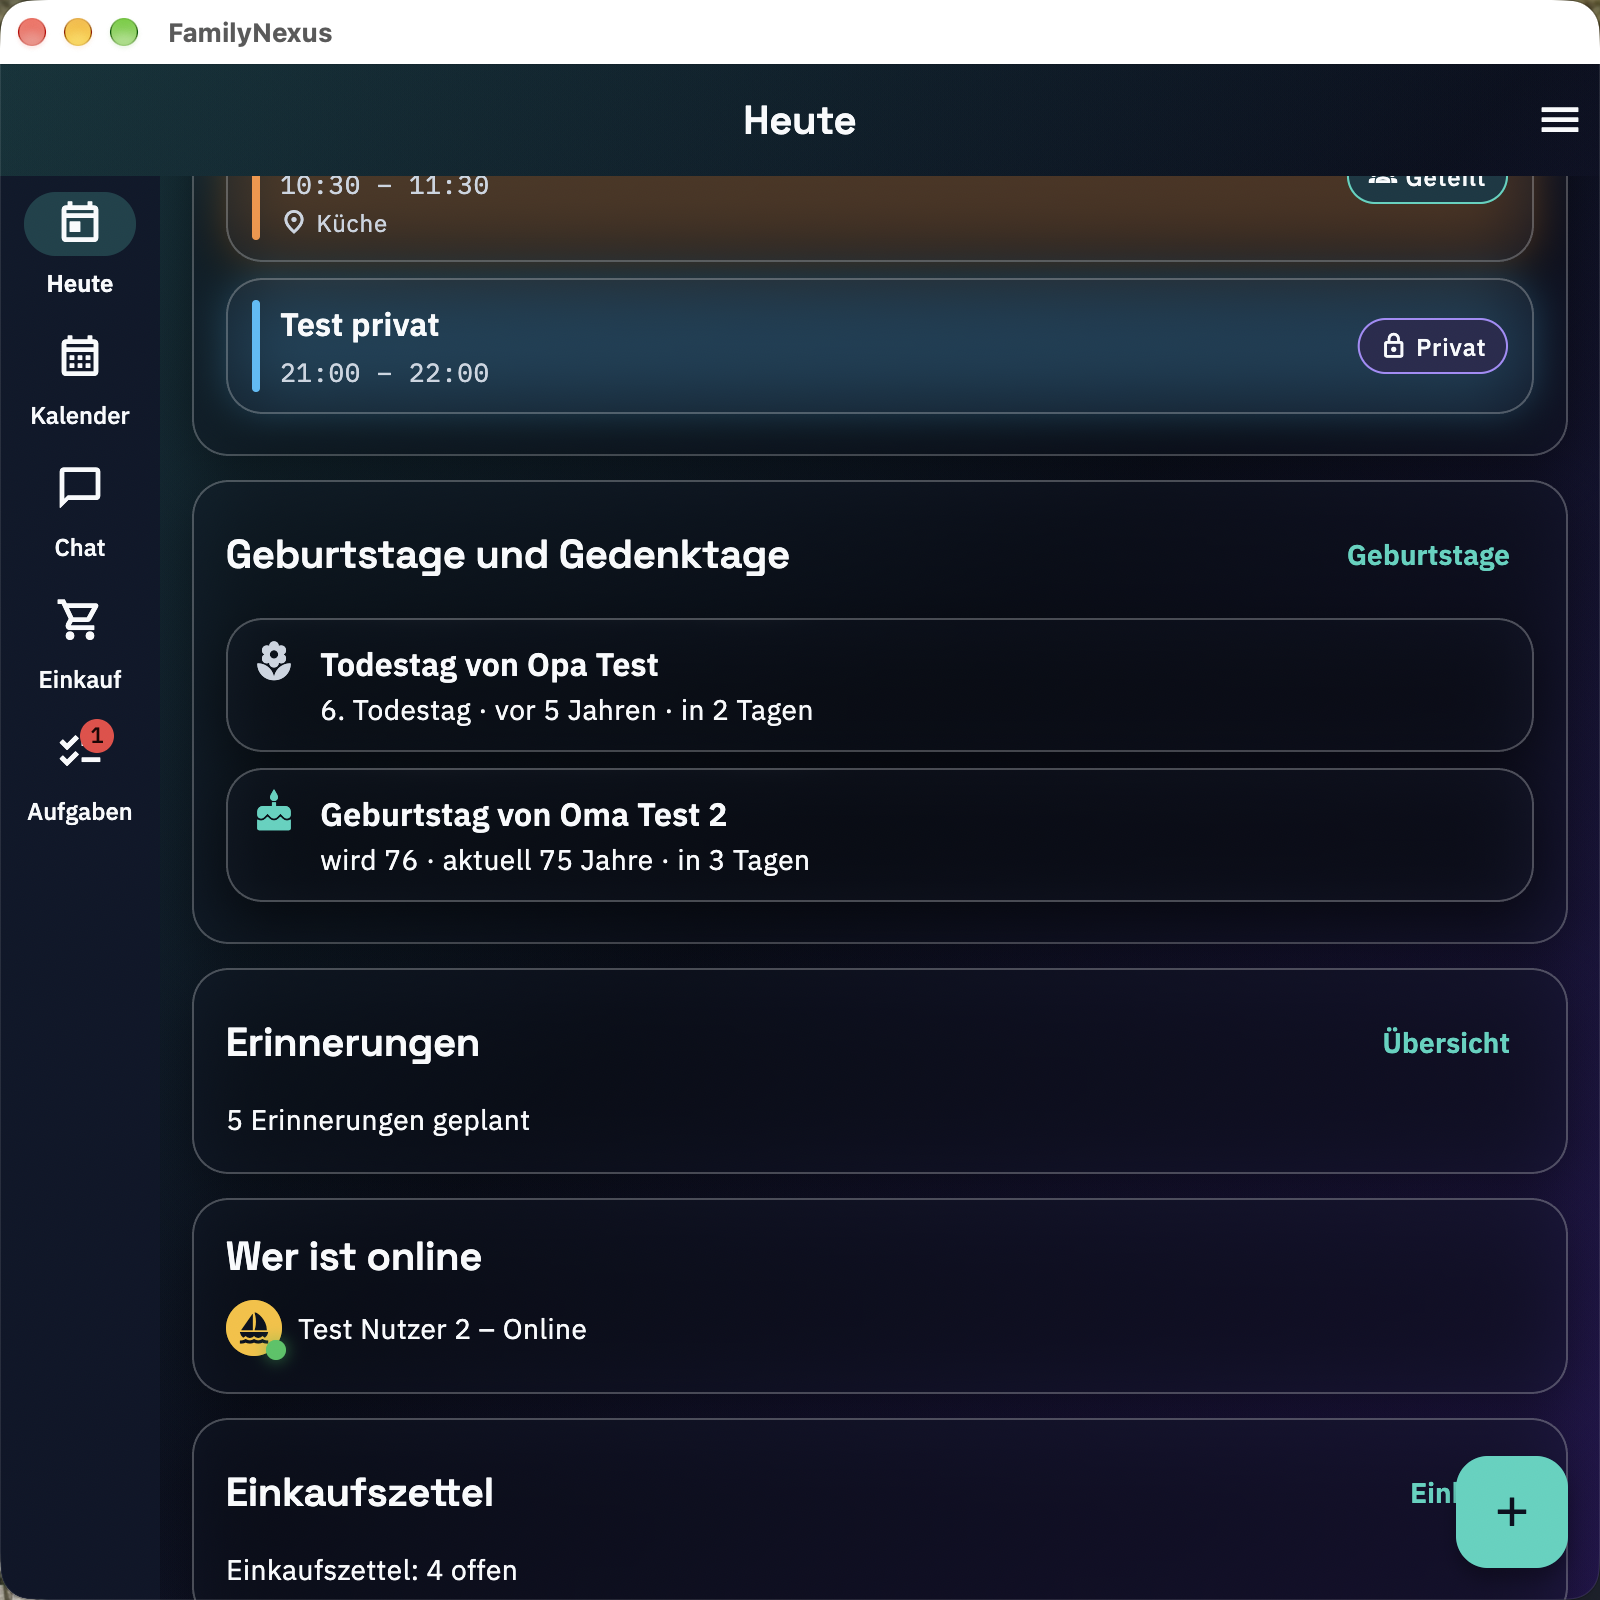 FamilyNexus
Heute
10:30 – 11:30
Geteilt
Küche
Test privat
21:00 – 22:00
Privat
Heute
Kalender
Chat
Einkauf
1
Aufgaben
Geburtstage und Gedenktage
Geburtstage
Todestag von Opa Test
6. Todestag · vor 5 Jahren · in 2 Tagen
Geburtstag von Oma Test 2
wird 76 · aktuell 75 Jahre · in 3 Tagen
Erinnerungen
Übersicht
5 Erinnerungen geplant
Wer ist online
Test Nutzer 2 – Online
Einkaufszettel
Einkaufszettel: 4 offen